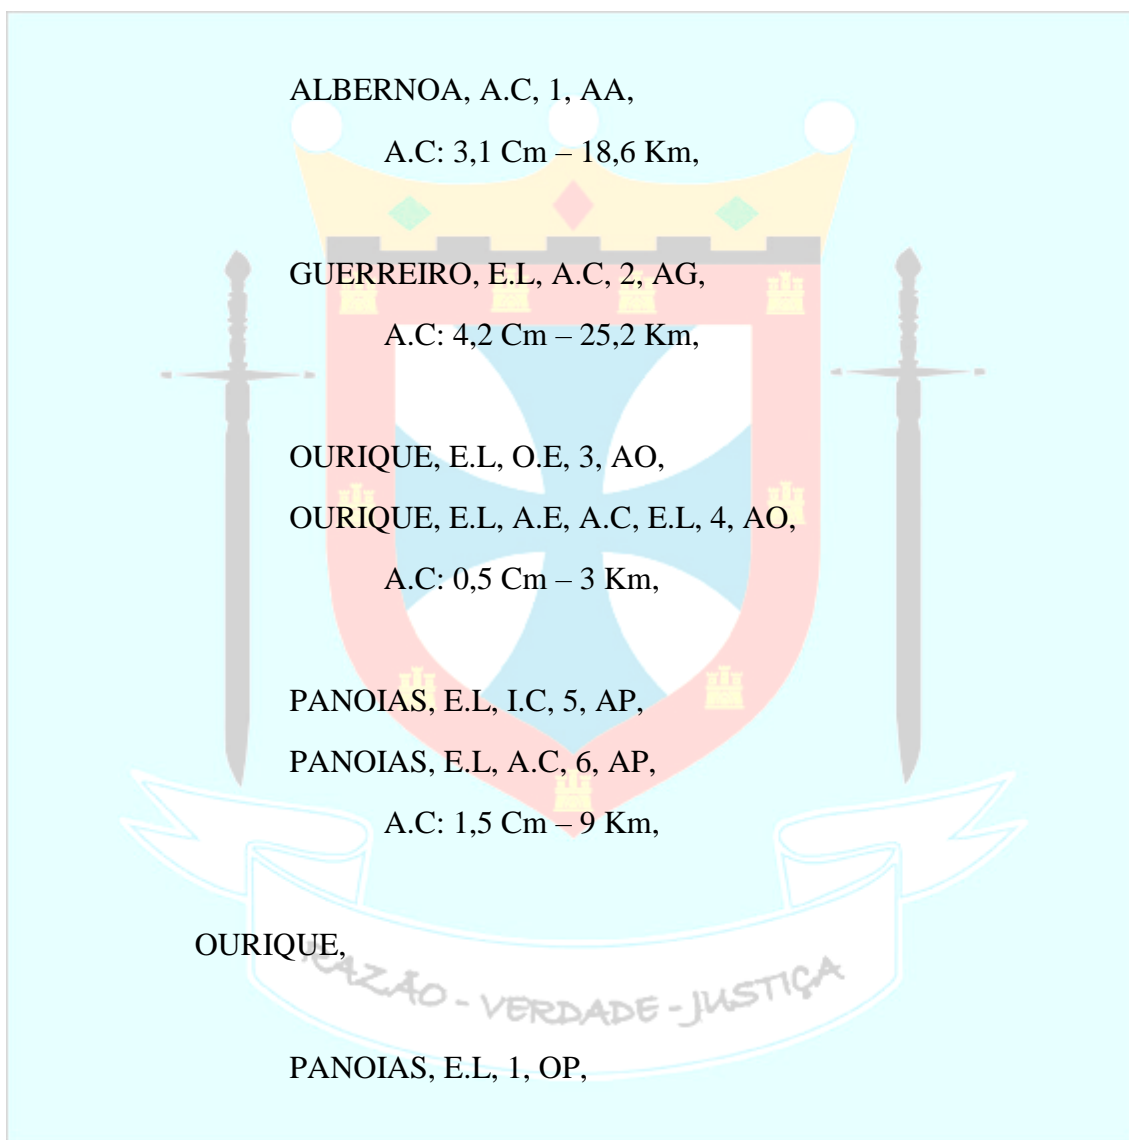 ALBERNOA, A.C, 1, AA,
A.C: 3,1 Cm – 18,6 Km,
GUERREIRO, E.L, A.C, 2, AG,
A.C: 4,2 Cm – 25,2 Km,
OURIQUE, E.L, O.E, 3, AO,
OURIQUE, E.L, A.E, A.C, E.L, 4, AO,
A.C: 0,5 Cm – 3 Km,
PANOIAS, E.L, I.C, 5, AP,
PANOIAS, E.L, A.C, 6, AP,
A.C: 1,5 Cm – 9 Km,
OURIQUE,
RAZÃO - VERDADE - JUSTIÇA
PANOIAS, E.L, 1, OP,